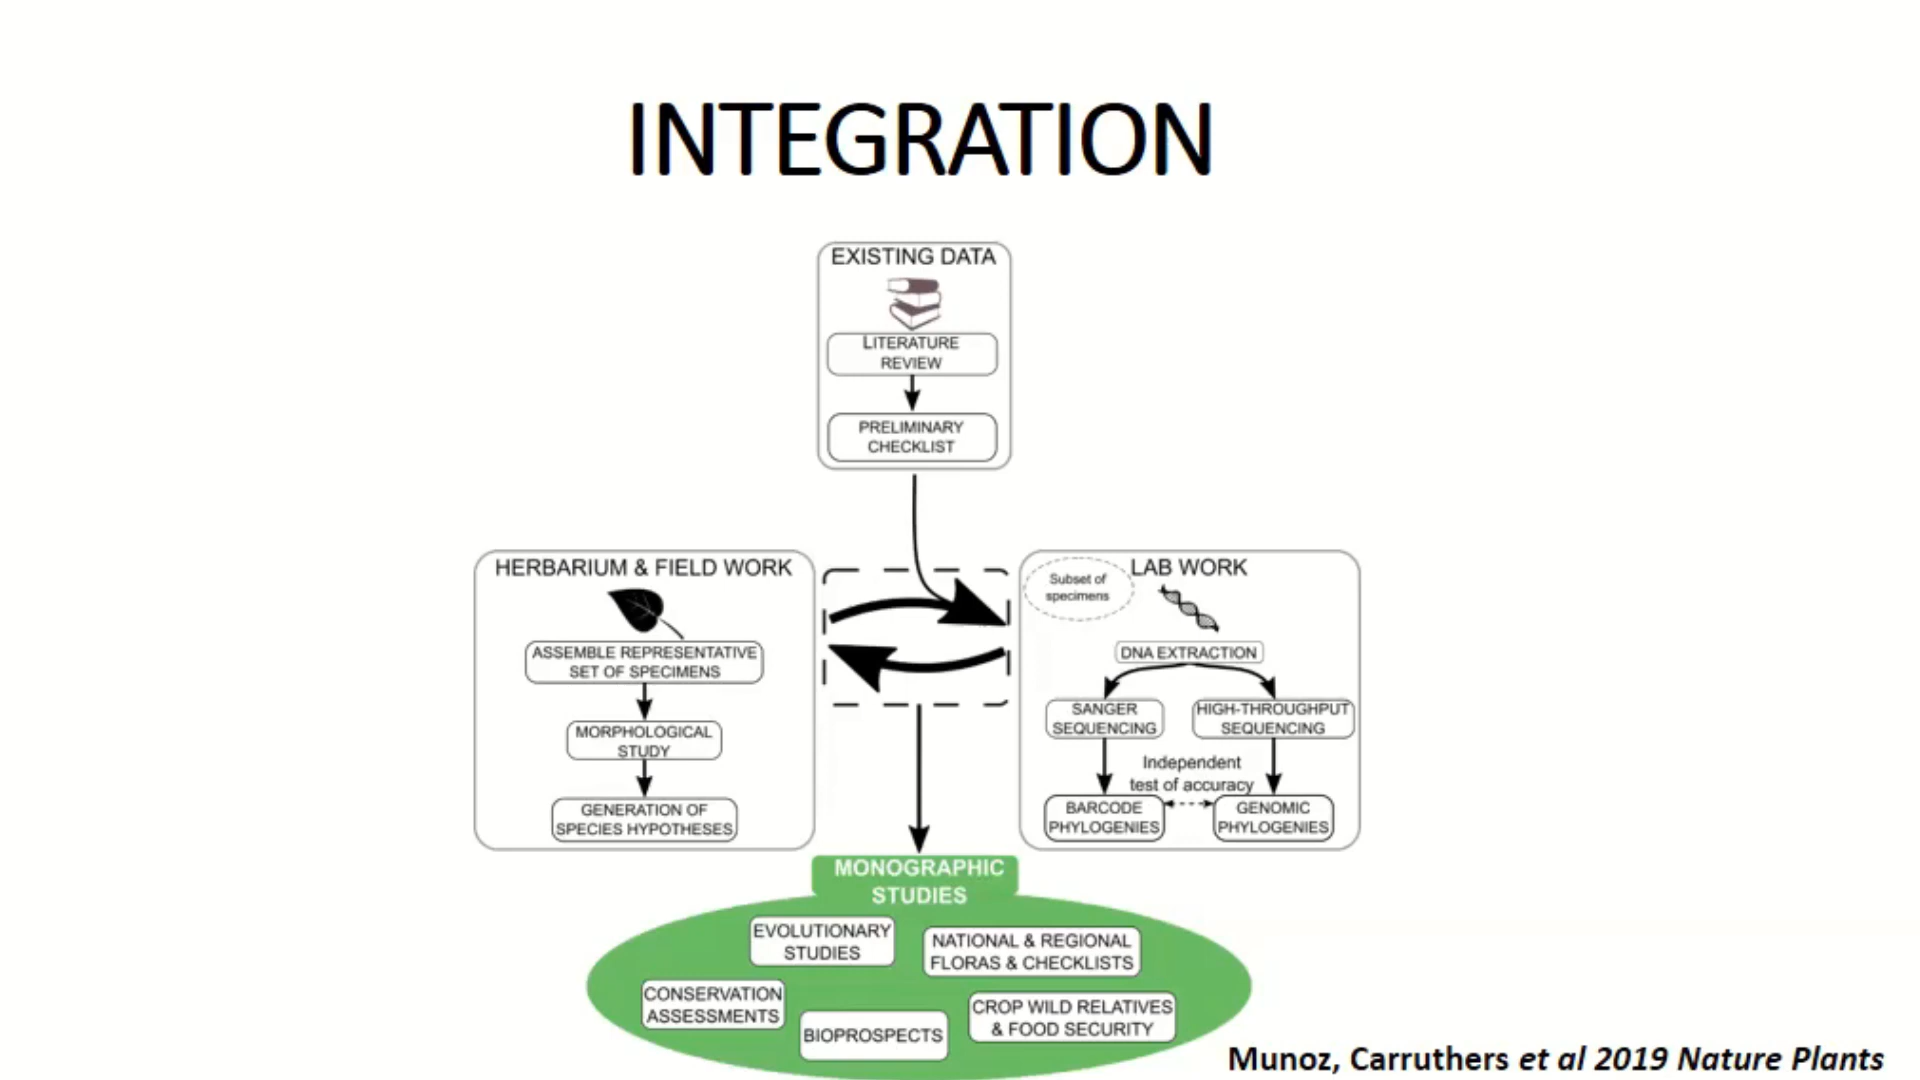 INTEGRATION
EXISTING DATA
LITERATURE
REVIEW
PRELIMINARY
CHECKLIST
HERBARIUM & FIELD WORK
ASSEMBLE REPRESENTATIVE
SET OF SPECIMENS
MORPHOLOGICAL
STUDY
GENERATION OF
SPECIES HYPOTHESES
LAB WORK
Subset of
specimens
DNA EXTRACTION
SANGER
SEQUENCING
HIGH-THROUGHPUT
SEQUENCING
Independent
test of accuracy
BARCODE
PHYLOGENIES
GENOMIC
PHYLOGENIES
MONOGRAPHIC
STUDIES
EVOLUTIONARY
STUDIES
NATIONAL & REGIONAL
FLORAS & CHECKLISTS
CONSERVATION
ASSESSMENTS
BIOPROSPECTS
CROP WILD RELATIVES
& FOOD SECURITY
Munoz, Carruthers et al 2019 Nature Plants